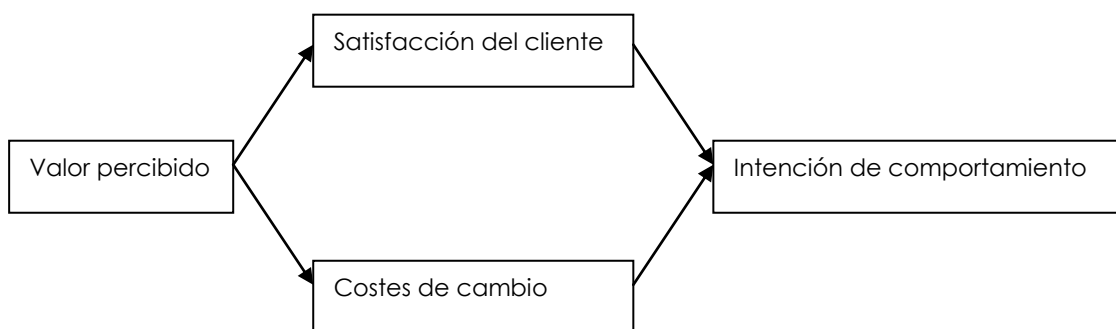 Satisfacción del cliente
Valor percibido
Intención de comportamiento
Costes de cambio